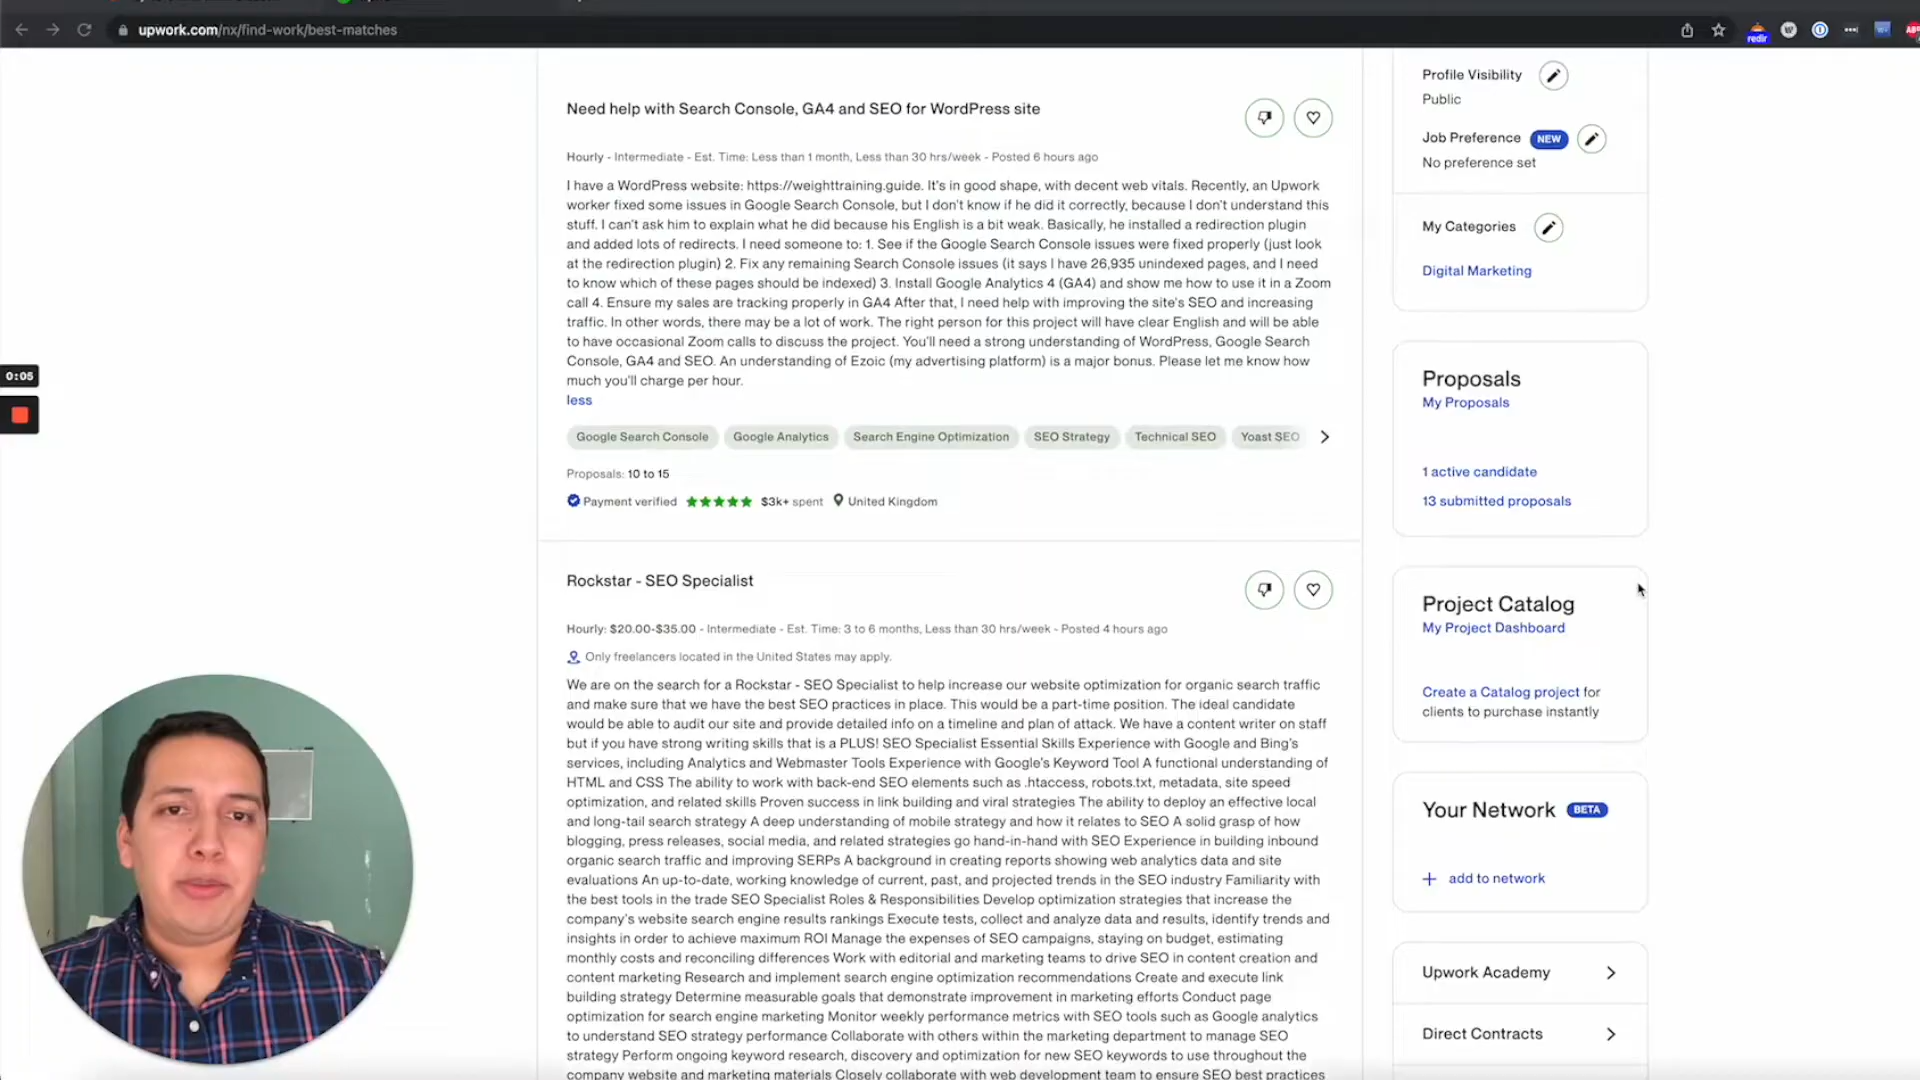 upwork.com/nx/find-work/best-matches
redir
Need help with Search Console, GA4 and SEO for WordPress site
Hourly - Intermediate - Est. Time: Less than 1 month, Less than 30 hrs/week - Posted 6 hours ago
I have a WordPress website: https://weighttraining.guide. It's in good shape, with decent web vitals. Recently, an Upwork
worker fixed some issues in Google Search Console, but I don't know if he did it correctly, because I don't understand this
stuff. I can't ask him to explain what he did because his English is a bit weak. Basically, he installed a redirection plugin
and added lots of redirects. I need someone to: 1. See if the Google Search Console issues were fixed properly (just look
at the redirection plugin) 2. Fix any remaining Search Console issues (it says I have 26,935 unindexed pages, and I need
to know which of these pages should be indexed) 3. Install Google Analytics 4 (GA4) and show me how to use it in a Zoom
call 4. Ensure my sales are tracking properly in GA4 After that, I need help with improving the site's SEO and increasing
traffic. In other words, there may be a lot of work. The right person for this project will have clear English and will be able
to have occasional Zoom calls to discuss the project. You'll need a strong understanding of WordPress, Google Search
Console, GA4 and SEO. An understanding of Ezoic (my advertising platform) is a major bonus. Please let me know how
much you'll charge per hour.
less
Google Search Console Google Analytics Search Engine Optimization SEO Strategy Technical SEO Yoast SEO
Proposals: 10 to 15
Payment verified $3k+ spent United Kingdom
Rockstar - SEO Specialist
Hourly: $20.00-$35.00 - Intermediate - Est. Time: 3 to 6 months, Less than 30 hrs/week - Posted 4 hours ago
Only freelancers located in the United States may apply.
We are on the search for a Rockstar - SEO Specialist to help increase our website optimization for organic search traffic
and make sure that we have the best SEO practices in place. This would be a part-time position. The ideal candidate
would be able to audit our site and provide detailed info on a timeline and plan of attack. We have a content writer on staff
but if you have strong writing skills that is a PLUS! SEO Specialist Essential Skills Experience with Google and Bing's
services, including Analytics and Webmaster Tools Experience with Google's Keyword Tool A functional understanding of
HTML and CSS The ability to work with back-end SEO elements such as .htaccess, robots.txt, metadata, site speed
optimization, and related skills Proven success in link building and viral strategies The ability to deploy an effective local
and long-tail search strategy A deep understanding of mobile strategy and how it relates to SEO A solid grasp of how
blogging, press releases, social media, and related strategies go hand-in-hand with SEO Experience in building inbound
organic search traffic and improving SERPs A background in creating reports showing web analytics data and site
evaluations An up-to-date, working knowledge of current, past, and projected trends in the SEO industry Familiarity with
the best tools in the trade SEO Specialist Roles & Responsibilities Develop optimization strategies that increase the
company's website search engine results rankings Execute tests, collect and analyze data and results, identify trends and
insights in order to achieve maximum ROI Manage the expenses of SEO campaigns, staying on budget, estimating
monthly costs and reconciling differences Work with editorial and marketing teams to drive SEO in content creation and
content marketing Research and implement search engine optimization recommendations Create and execute link
building strategy Determine measurable goals that demonstrate improvement in marketing efforts Conduct page
optimization for search engine marketing Monitor weekly performance metrics with SEO tools such as Google analytics
to understand SEO strategy performance Collaborate with others within the marketing department to manage SEO
strategy Perform ongoing keyword research, discovery and optimization for new SEO keywords to use throughout the
company website and marketing materials Closely collaborate with web development team to ensure SEO best practices
Profile Visibility
Public
Job Preference NEW
No preference set
My Categories
Digital Marketing
Proposals
My Proposals
1 active candidate
13 submitted proposals
Project Catalog
My Project Dashboard
Create a Catalog project for
clients to purchase instantly
Your Network BETA
add to network
Upwork Academy
Direct Contracts
0:05